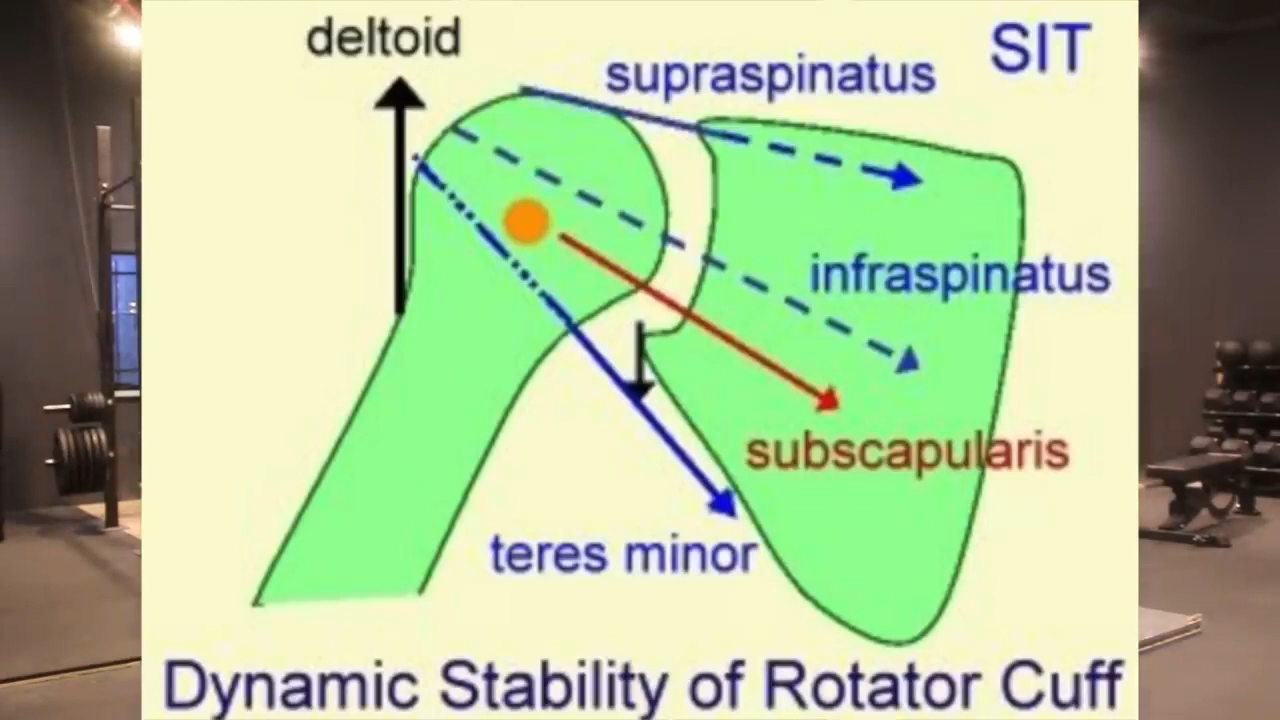 deltoid
SIT
supraspinatus
infraspinatus
subscapularis
teres minor
Dynamic Stability of Rotator Cuff